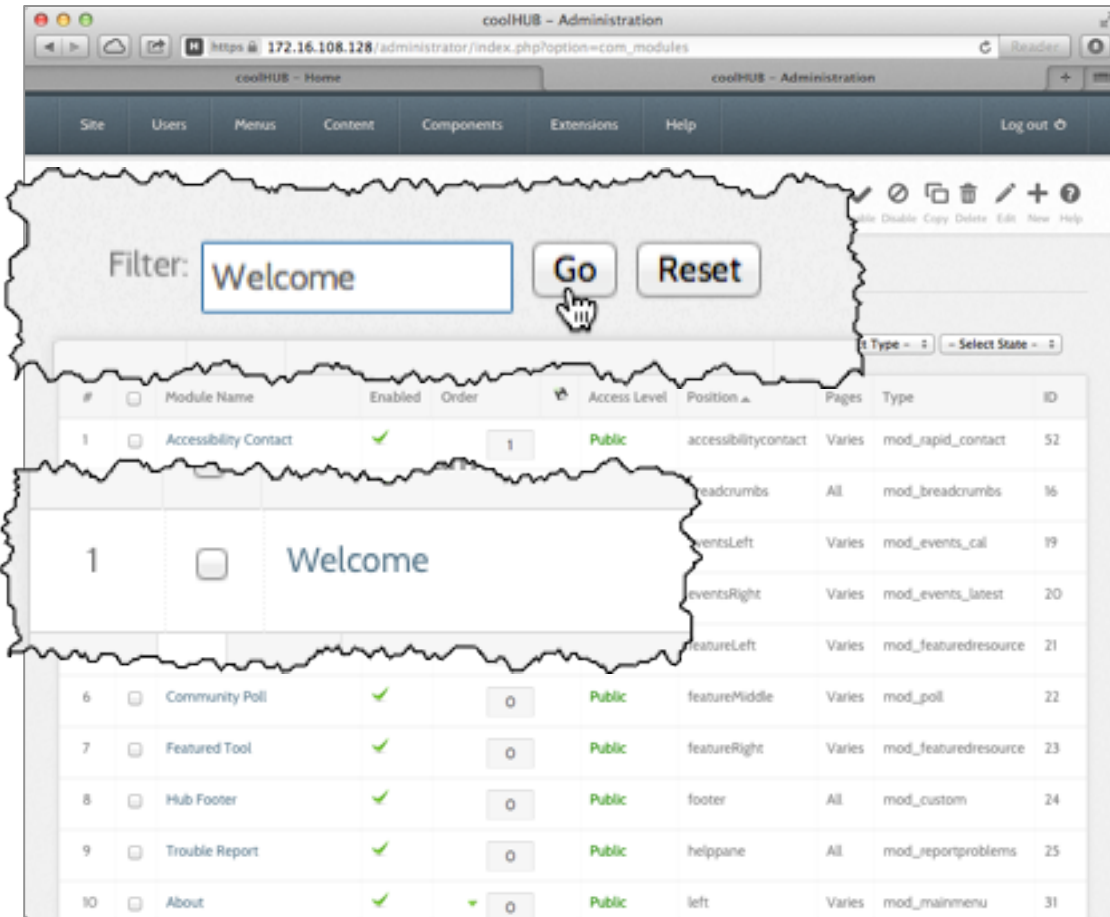 coolHUB – Administration
https 172.16.108.128/administrator/index.php?option=com_modules Reader
coolHUB – Home coolHUB – Administration
Site Users Menus Content Components Extensions Help Log out
Disable Copy Delete Edit New Help
Filter: Welcome Go Reset
Type – – Select State –
# Module Name Enabled Order Access Level Position Pages Type ID
1 Accessibility Contact 1 Public accessibilitycontact Varies mod_rapid_contact 52
readcrumbs All mod_breadcrumbs 16
1 Welcome
ventsLeft Varies mod_events_cal 19
eventsRight Varies mod_events_latest 20
featureLeft Varies mod_featuredresource 21
6 Community Poll 0 Public featureMiddle Varies mod_poll 22
7 Featured Tool 0 Public featureRight Varies mod_featuredresource 23
8 Hub Footer 0 Public footer All mod_custom 24
9 Trouble Report 0 Public helppane All mod_reportproblems 25
10 About 0 Public left Varies mod_mainmenu 31